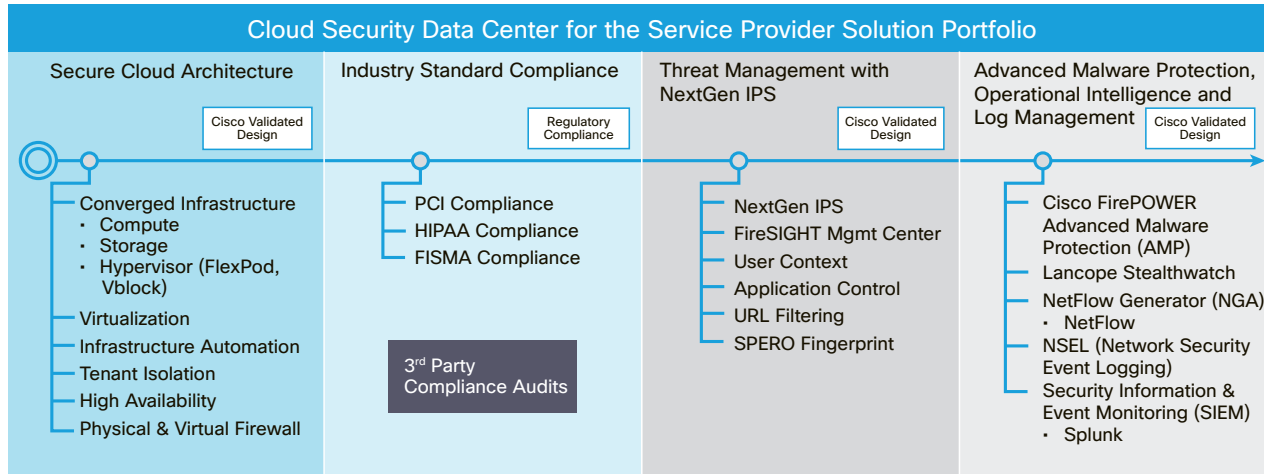 Cloud Security Data Center for the Service Provider Solution Portfolio
Secure Cloud Architecture
Cisco Validated
Design
Converged Infrastructure
▪ Compute
▪ Storage
▪ Hypervisor (FlexPod,
Vblock)
Virtualization
Infrastructure Automation
Tenant Isolation
High Availability
Physical & Virtual Firewall
Industry Standard Compliance
Regulatory
Compliance
PCI Compliance
HIPAA Compliance
FISMA Compliance
3rd Party
Compliance Audits
Threat Management with
NextGen IPS
Cisco Validated
Design
NextGen IPS
FireSIGHT Mgmt Center
User Context
Application Control
URL Filtering
SPERO Fingerprint
Advanced Malware Protection,
Operational Intelligence and
Log Management
Cisco Validated
Design
Cisco FirePOWER
Advanced Malware
Protection (AMP)
Lancope Stealthwatch
NetFlow Generator (NGA)
▪ NetFlow
NSEL (Network Security
Event Logging)
Security Information &
Event Monitoring (SIEM)
▪ Splunk